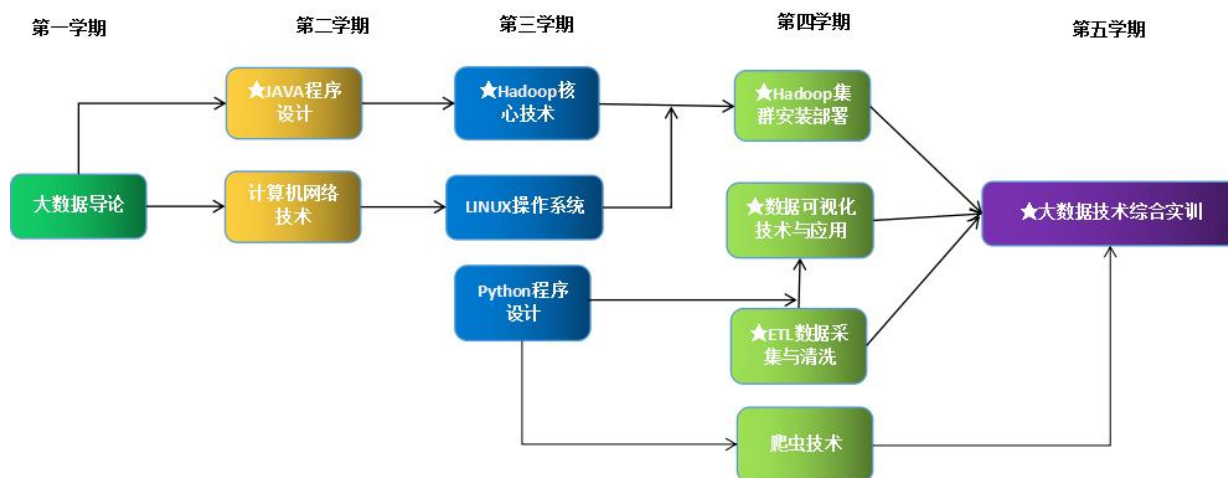 第一学期
第二学期
第三学期
第四学期
第五学期
★JAVA程序
设计
★Hadoop核
心技术
★Hadoop集
群安装部署
大数据导论
计算机网络
技术
LINUX操作系统
★数据可视化
技术与应用
★大数据技术综合实训
Python程序
设计
★ETL数据采
集与清洗
爬虫技术